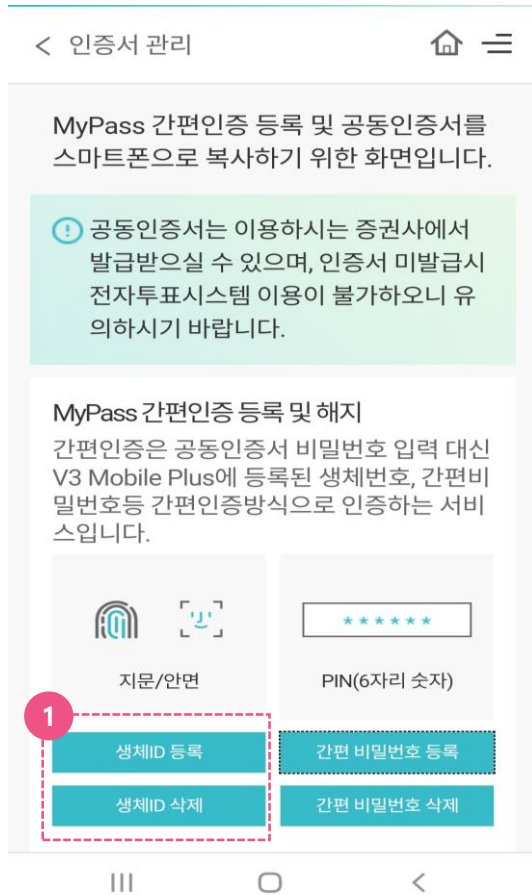 인증서 관리
MyPass 간편인증 등록 및 공동인증서를
스마트폰으로 복사하기 위한 화면입니다.
공동인증서는 이용하시는 증권사에서
발급받으실 수 있으며, 인증서 미발급시
전자투표시스템 이용이 불가하오니 유
의하시기 바랍니다.
MyPass 간편인증 등록 및 해지
간편인증은 공동인증서 비밀번호 입력 대신
V3 Mobile Plus에 등록된 생체번호, 간편비
밀번호등 간편인증방식으로 인증하는 서비
스입니다.
******
지문/안면
PIN(6자리 숫자)
1
생체ID 등록
간편 비밀번호 등록
생체ID 삭제
간편 비밀번호 삭제